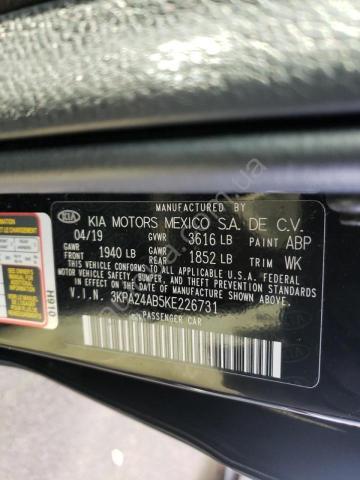 MANUFACTURED BY
KIA KIA MOTORS MEXICO S.A. DE C.V.
04/19 GVWR 3616 LB PAINT ABP
GAWR FRONT 1940 LB GAWR REAR 1852 LB TRIM WK
THIS VEHICLE CONFORMS TO ALL APPLICABLE U.S.A. FEDERAL
MOTOR VEHICLE SAFETY, BUMPER, AND THEFT PREVENTION
STANDARDS IN EFFECT ON THE DATE OF MANUFACTURE SHOWN ABOVE.
V.I.N. 3KPA24AB5KE226731
PASSENGER CAR
H910